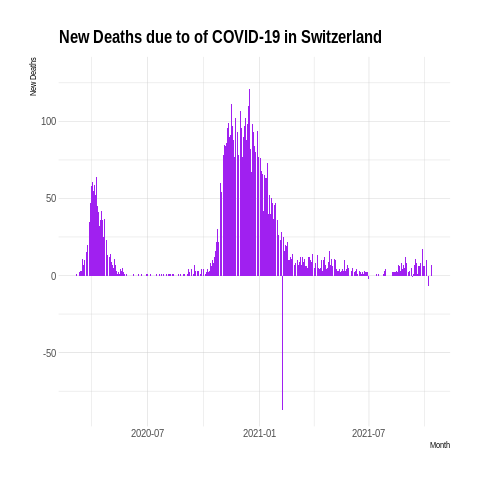 New Deaths due to of COVID-19 in Switzerland
New Deaths
100
50
0
-50
2020-07
2021-01
2021-07
Month